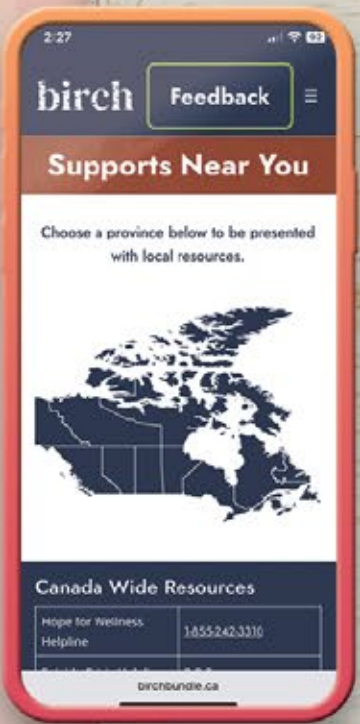 2:27
92
birch
Feedback
Supports Near You
Choose a province below to be presented
with local resources.
Canada Wide Resources
Hope for Wellness
Helpline
1-855-242-3310
birchbundle.ca